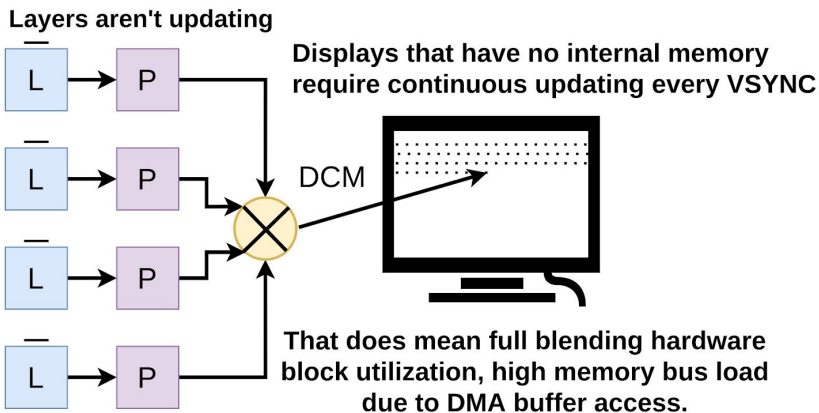 Layers aren't updating
Displays that have no internal memory
require continuous updating every VSYNC
L P
L P
DCM
L P
L P
That does mean full blending hardware
block utilization, high memory bus load
due to DMA buffer access.